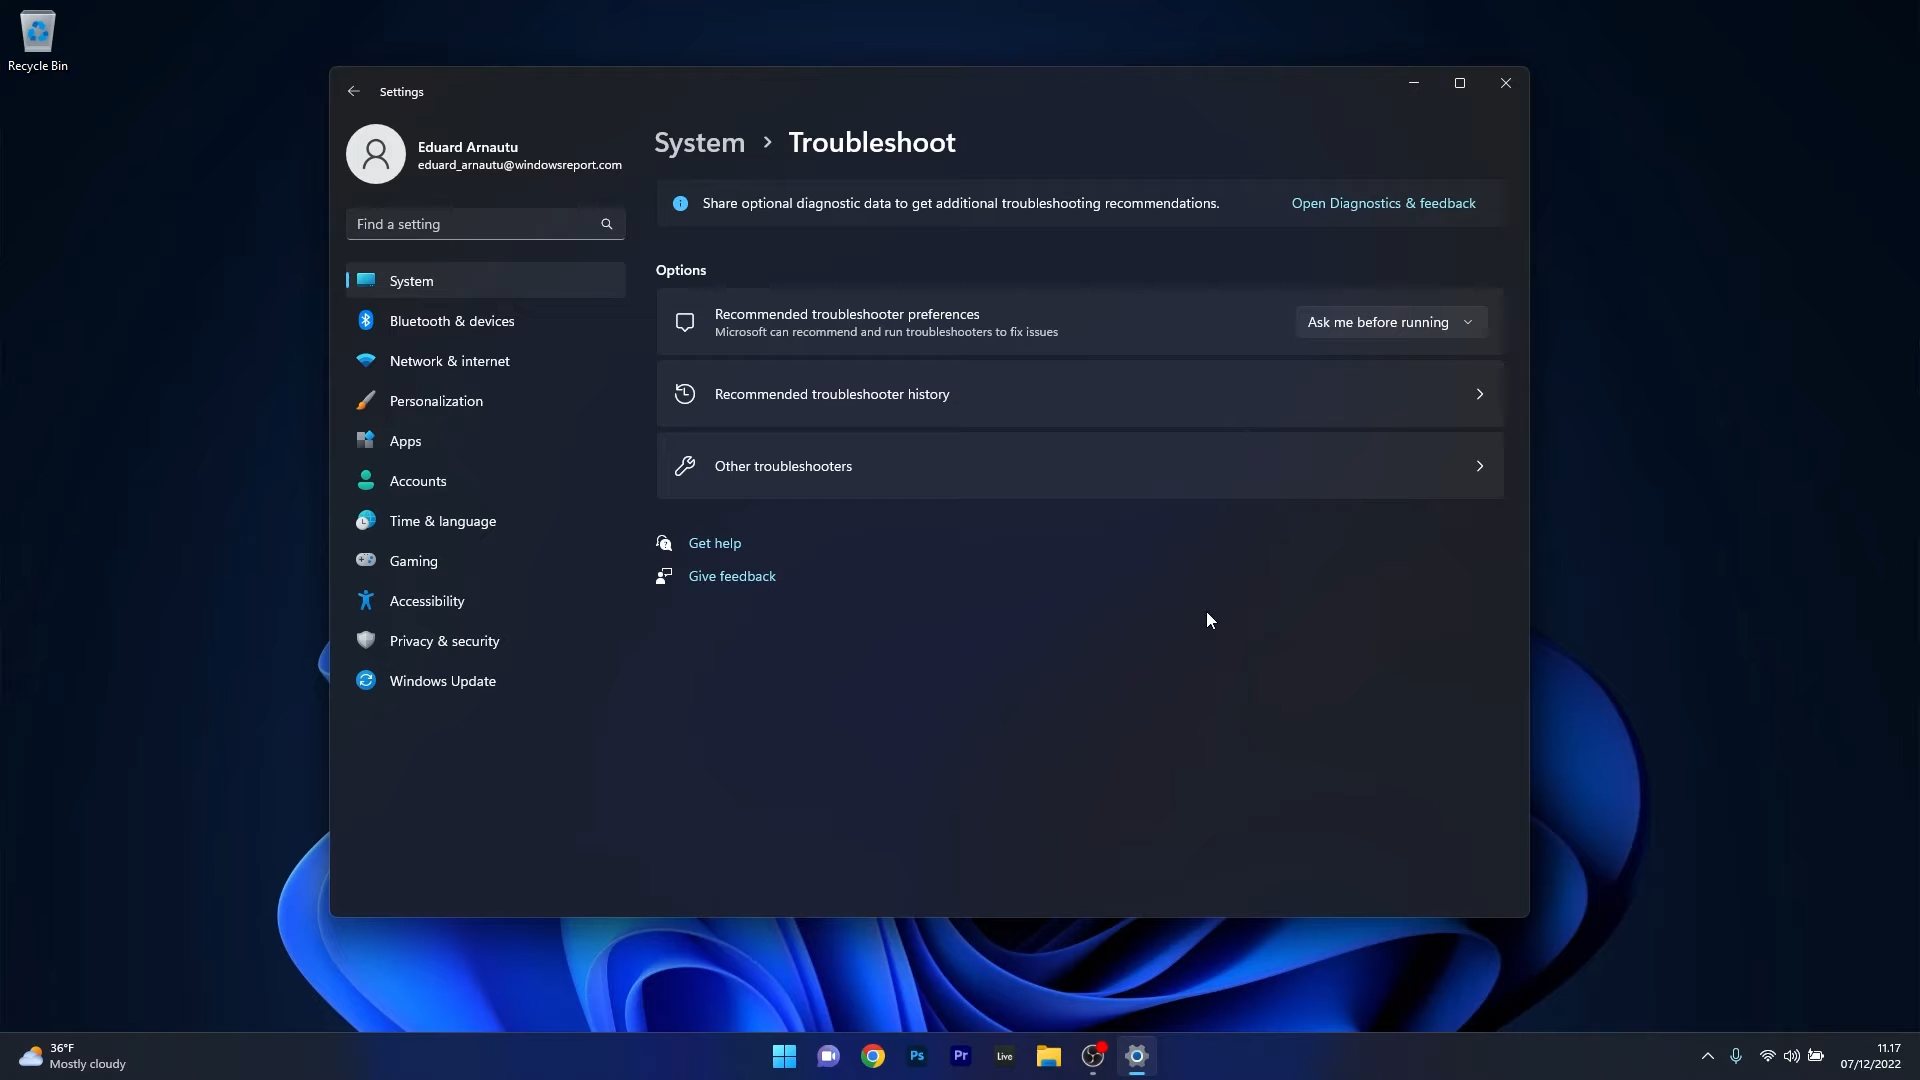 Recycle Bin
Settings
Eduard Arnautu
eduard_arnautu@windowsreport.com
Find a setting
System
Bluetooth & devices
Network & internet
Personalization
Apps
Accounts
Time & language
Gaming
Accessibility
Privacy & security
Windows Update
System > Troubleshoot
Share optional diagnostic data to get additional troubleshooting recommendations. Open Diagnostics & feedback
Options
Recommended troubleshooter preferences
Microsoft can recommend and run troubleshooters to fix issues
Ask me before running
Recommended troubleshooter history
Other troubleshooters
Get help
Give feedback
36°F
Mostly cloudy
Ps
Pr
Live
11.17
07/12/2022